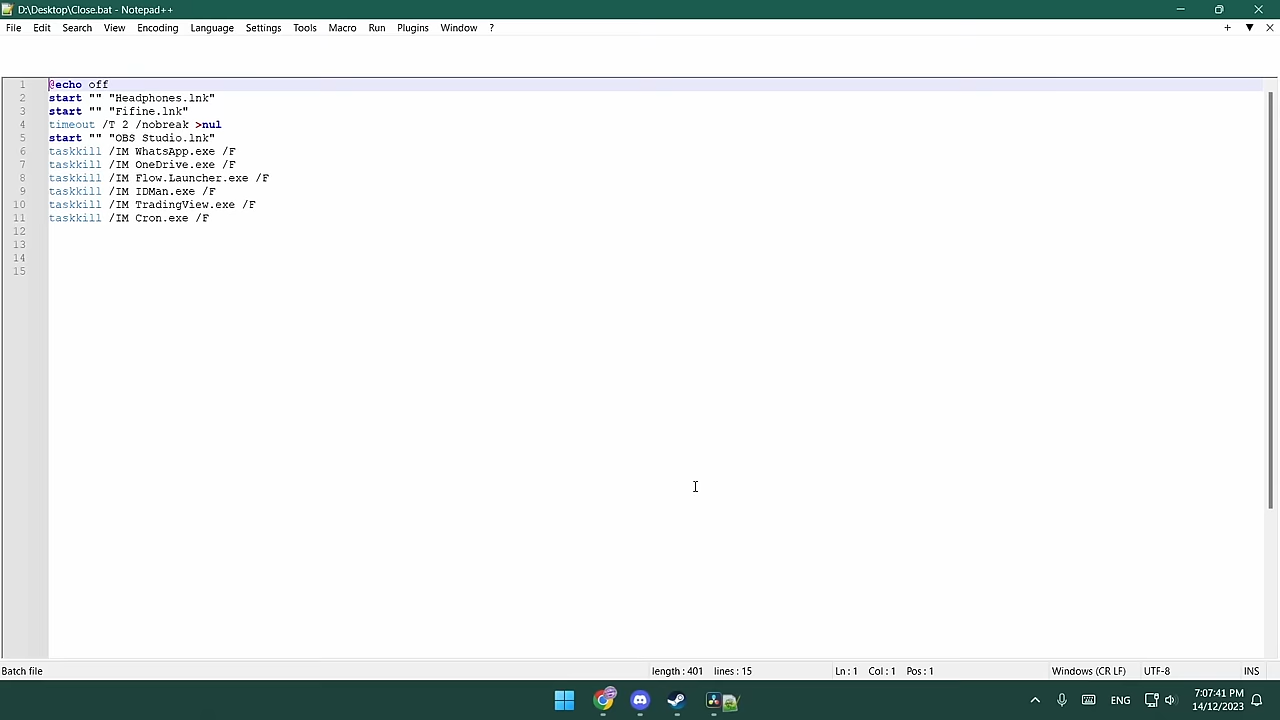 D:\Desktop\Close.bat - Notepad++
File Edit Search View Encoding Language Settings Tools Macro Run Plugins Window ?
1 @echo off
2 start "" "Headphones.lnk"
3 start "" "Fifine.lnk"
4 timeout /T 2 /nobreak >nul
5 start "" "OBS Studio.lnk"
6 taskkill /IM WhatsApp.exe /F
7 taskkill /IM OneDrive.exe /F
8 taskkill /IM Flow.Launcher.exe /F
9 taskkill /IM IDMan.exe /F
10 taskkill /IM TradingView.exe /F
11 taskkill /IM Cron.exe /F
12
13
14
15
Batch file length : 401 lines : 15 Ln : 1 Col : 1 Pos : 1 Windows (CR LF) UTF-8 INS
ENG 7:07:41 PM
14/12/2023